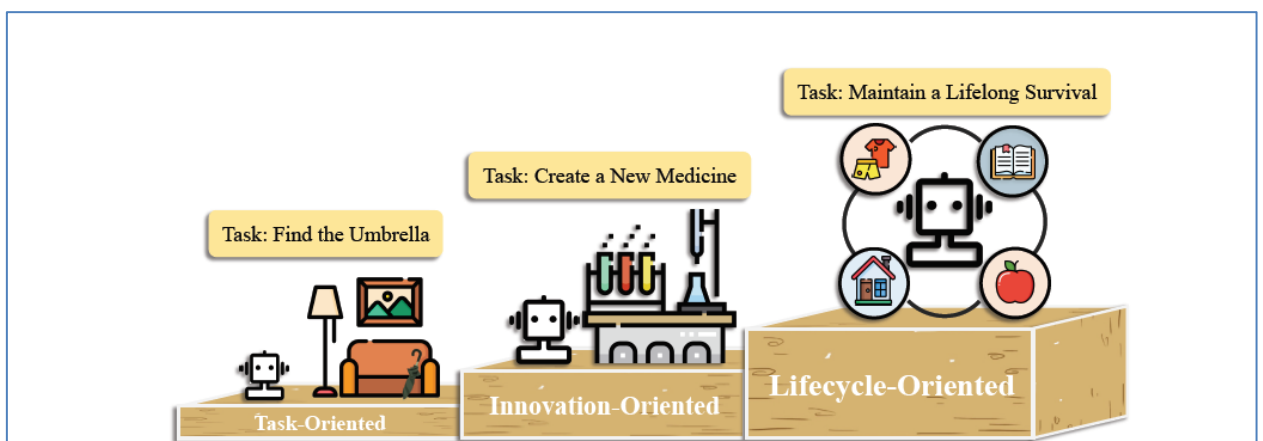 Task: Maintain a Lifelong Survival
Task: Create a New Medicine
Task: Find the Umbrella
Lifecycle-Oriented
Innovation-Oriented
Task-Oriented